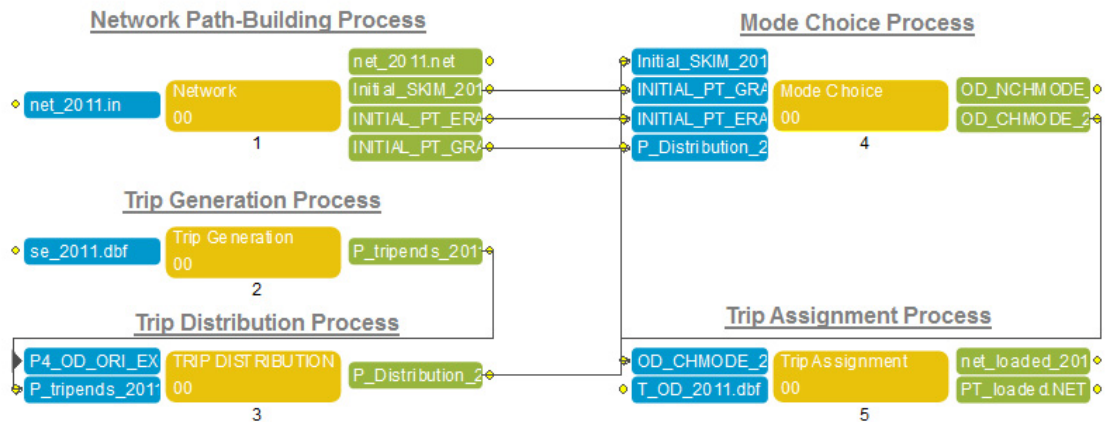 Network Path-Building Process
net_2011.in
Network
00
1
net_2011.net
Initial_SKIM_201
INITIAL_PT_ERA
INITIAL_PT_GRA
Trip Generation Process
se_2011.dbf
Trip Generation
00
2
P_tripends_201
Trip Distribution Process
P4_OD_ORI_EX
P_tripends_201
TRIP DISTRIBUTION
00
3
P_Distribution_2
Mode Choice Process
Initial_SKIM_201
INITIAL_PT_GRA
INITIAL_PT_ERA
P_Distribution_2
Mode Choice
00
4
OD_NCHMODE_
OD_CHMODE_2
Trip Assignment Process
OD_CHMODE_2
T_OD_2011.dbf
Trip Assignment
00
5
net_loaded_201
PT_loaded.NET